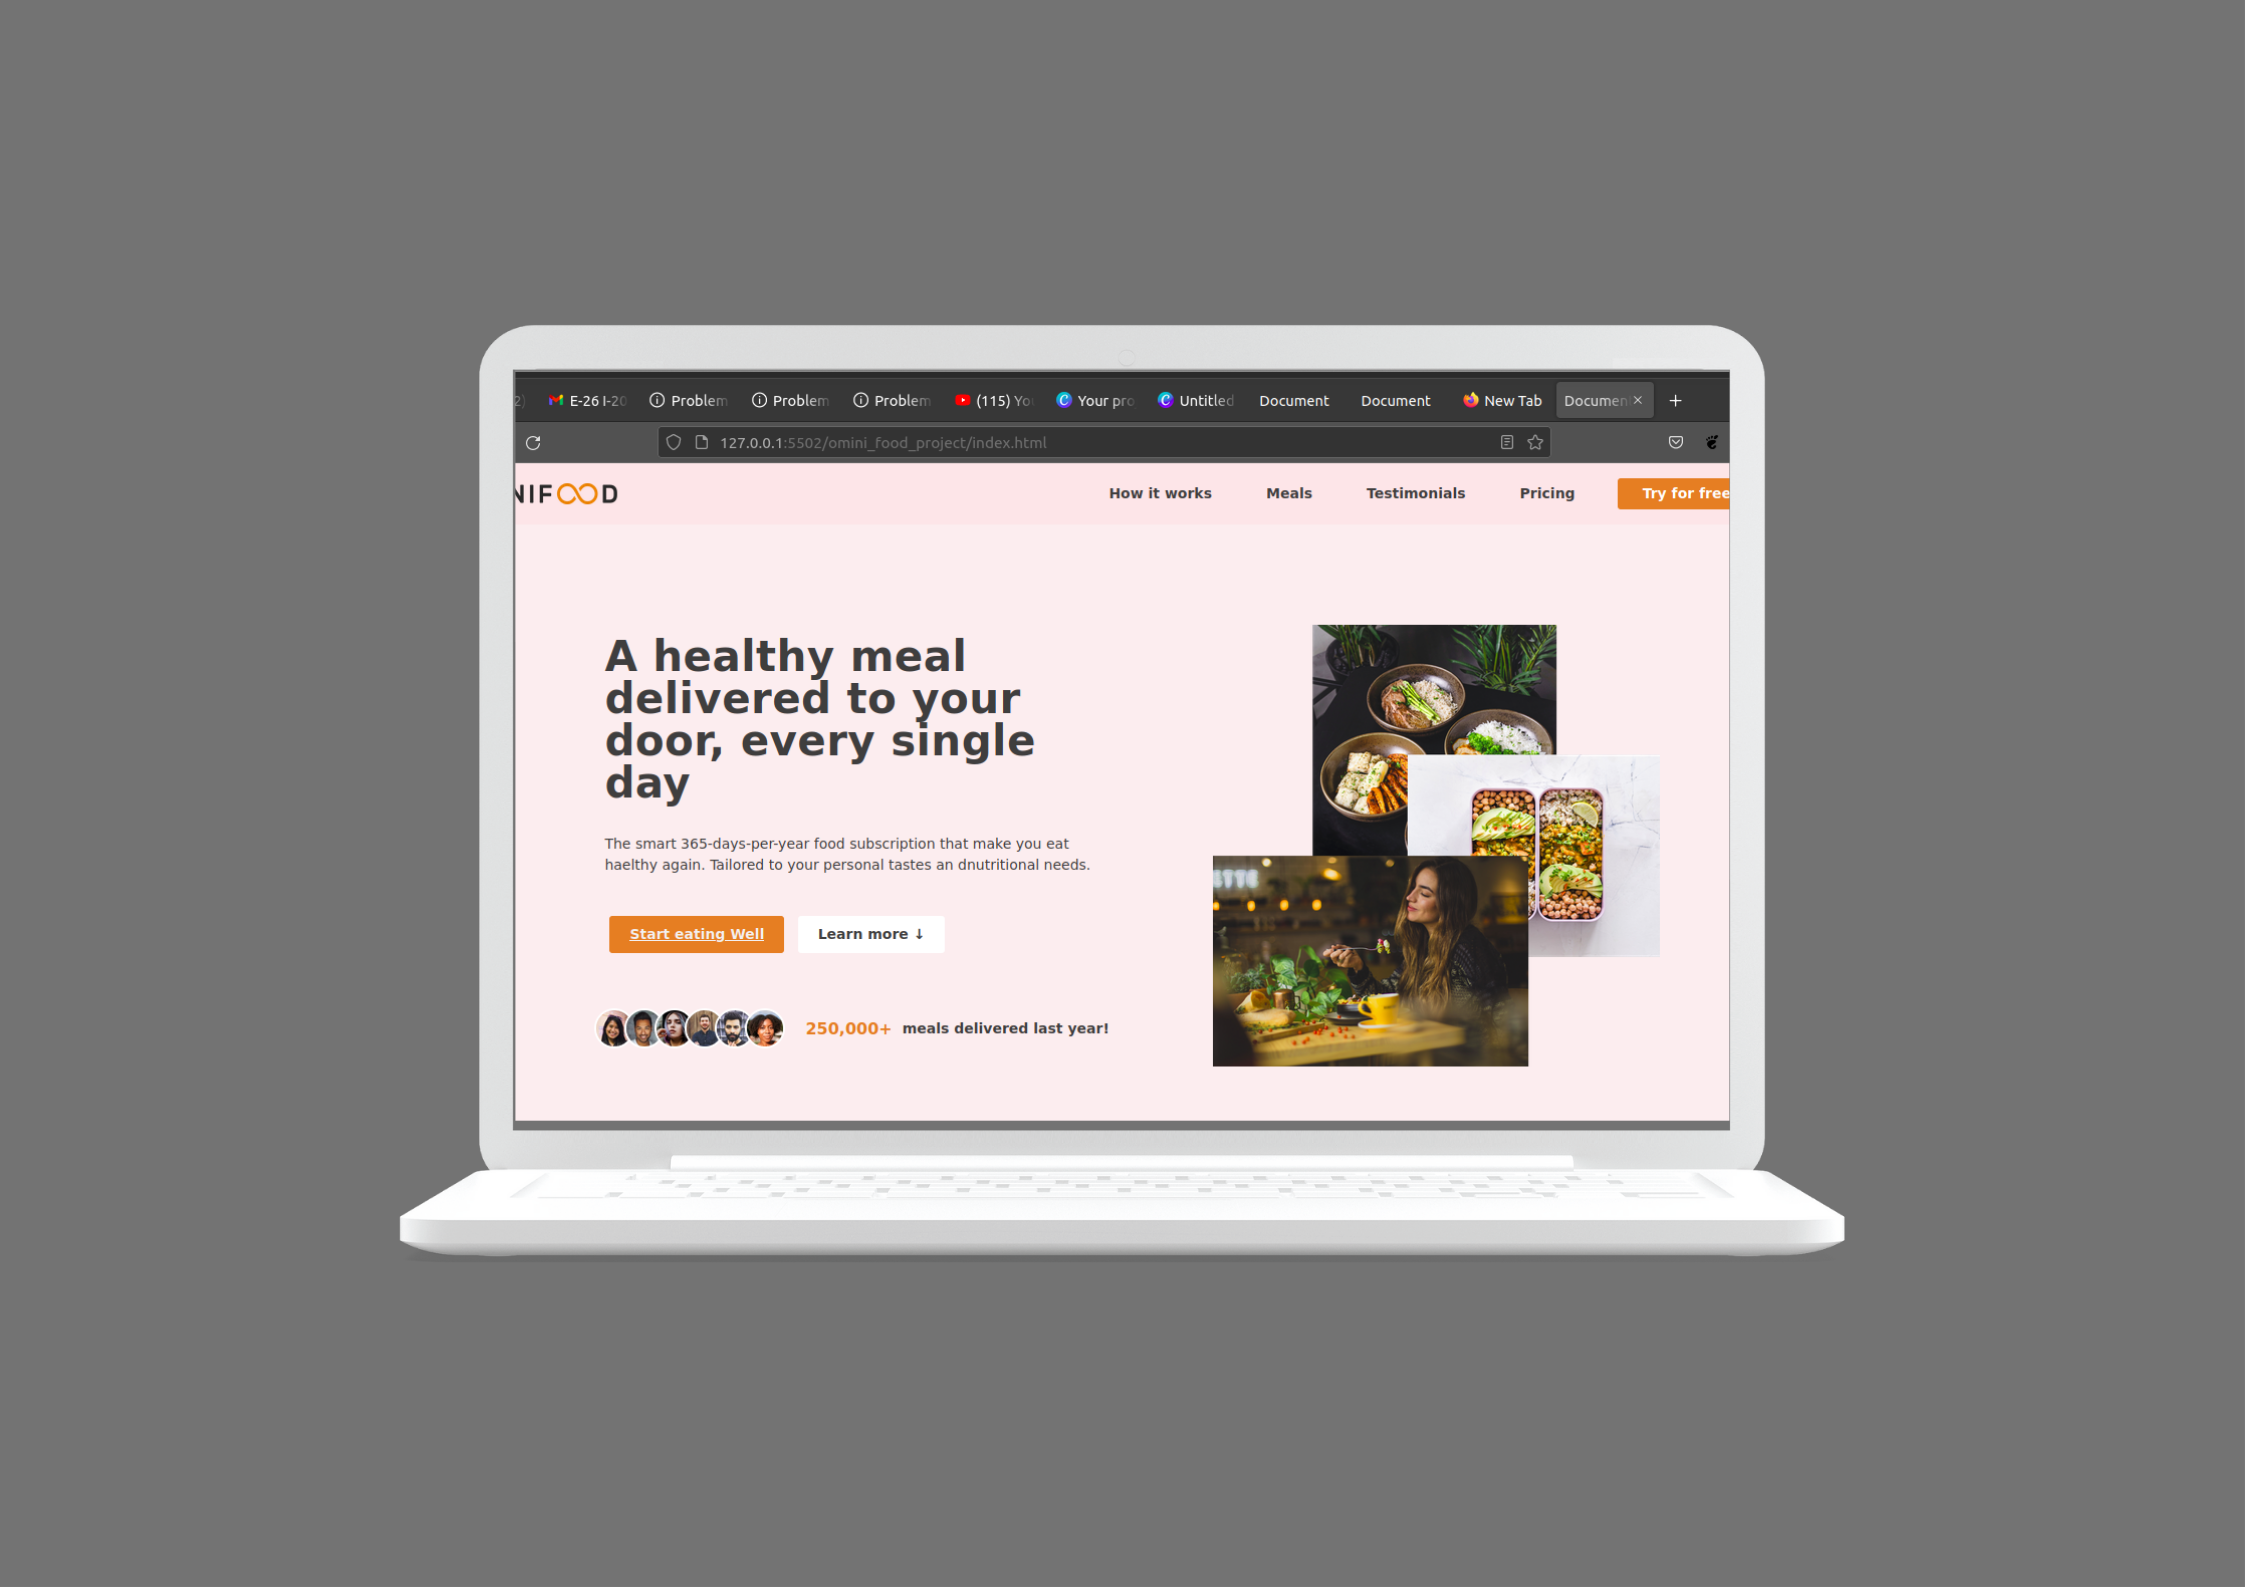 2) E-26 I-20 Problem Problem Problem (115) Yo Your pro Untitled Document Document New Tab Documen
127.0.0.1:5502/omini_food_project/index.html
NIFOOD How it works Meals Testimonials Pricing Try for free
A healthy meal
delivered to your
door, every single
day
The smart 365-days-per-year food subscription that make you eat
haelthy again. Tailored to your personal tastes an dnutritional needs.
Start eating Well Learn more ↓
250,000+ meals delivered last year!